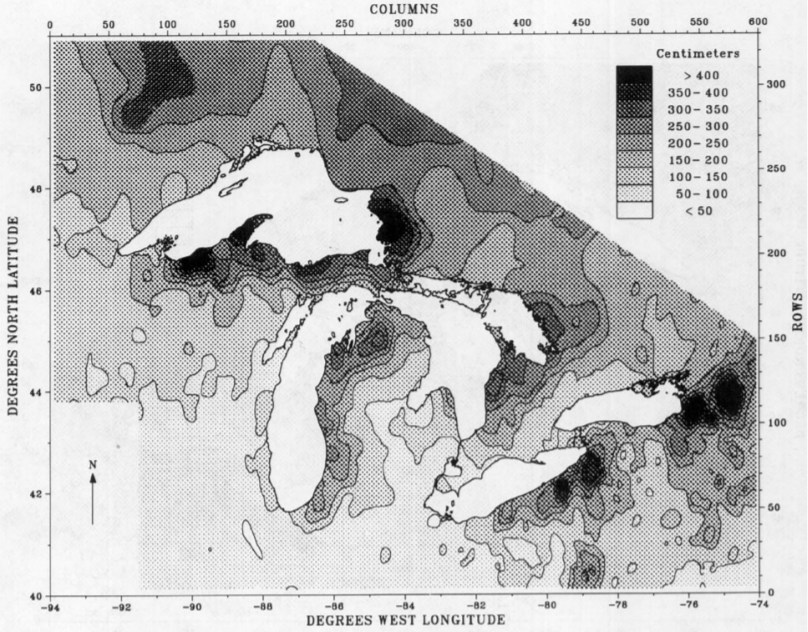 COLUMNS
0 50 100 150 200 250 300 350 400 450 500 550 600
Centimeters
> 400
350 - 400
300 - 350
250 - 300
200 - 250
150 - 200
100 - 150
50 - 100
< 50
DEGREES NORTH LATITUDE
50
48
46
44
42
40
N
300
250
200
150
100
50
0
ROWS
-94 -92 -90 -88 -86 -84 -82 -80 -78 -76 -74
DEGREES WEST LONGITUDE